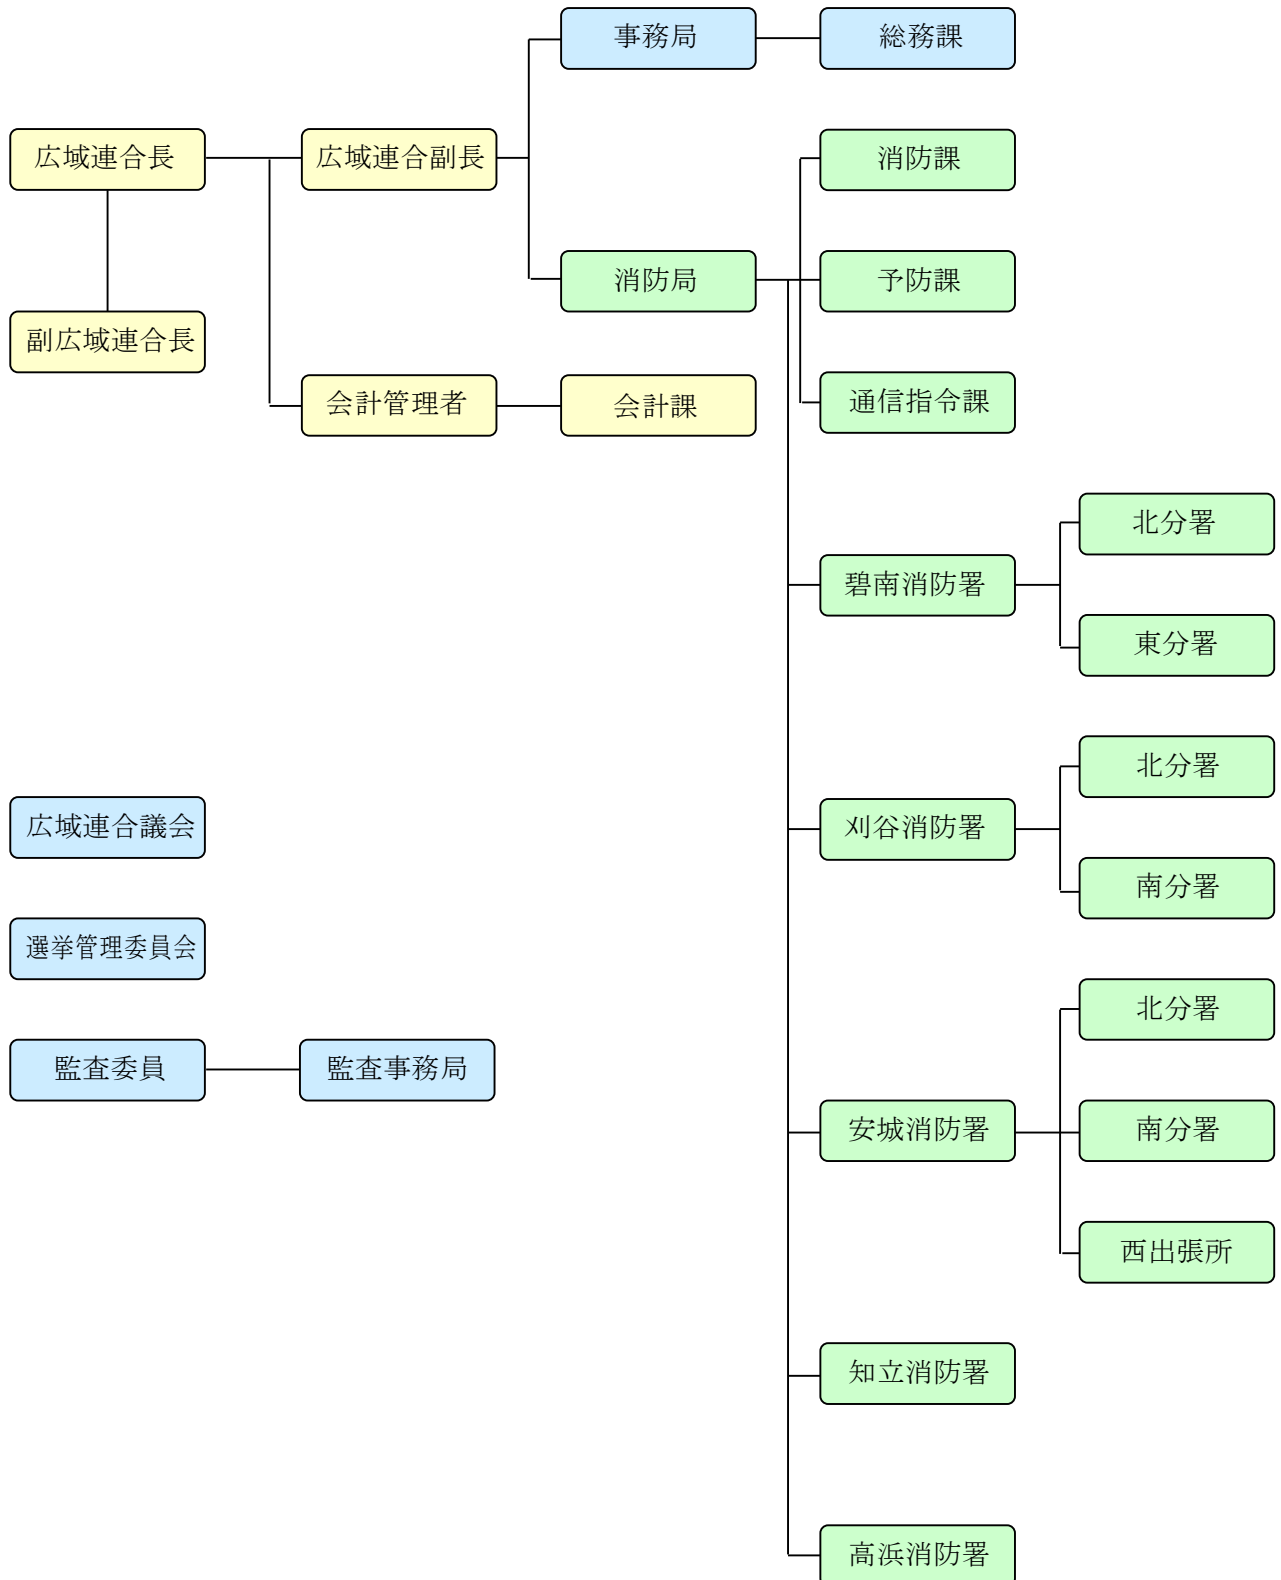 事務局
総務課
広域連合長
広域連合副長
消防課
消防局
予防課
副広域連合長
会計管理者
会計課
通信指令課
北分署
碧南消防署
東分署
北分署
広域連合議会
刈谷消防署
南分署
選挙管理委員会
北分署
監査委員
監査事務局
安城消防署
南分署
西出張所
知立消防署
高浜消防署